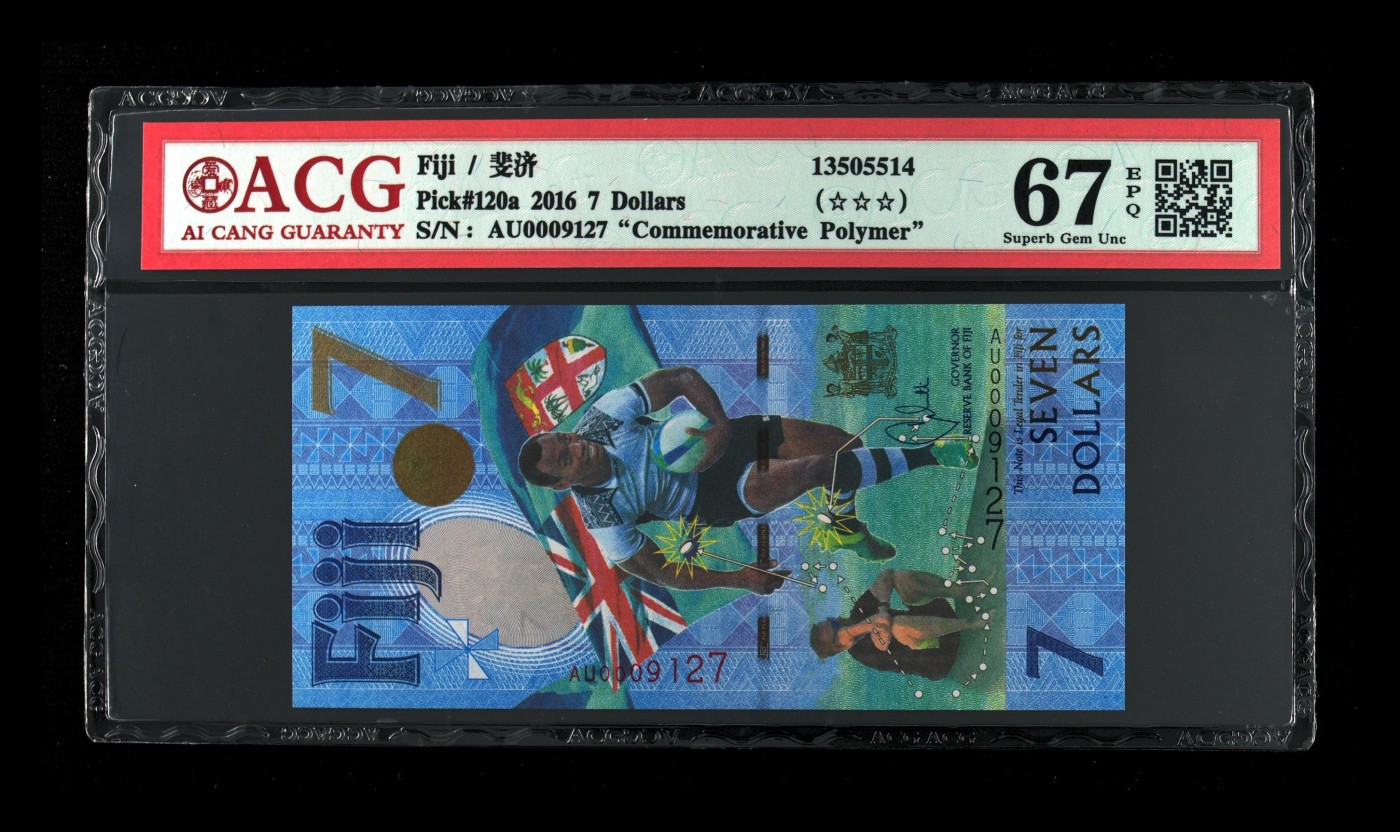 ACG
AI CANG GUARANTY
Fiji / 斐济
Pick#120a 2016 7 Dollars
S/N: AU0009127 “Commemorative Polymer”
13505514
(☆☆☆)
67
EPQ
Superb Gem Unc
7
Fiji
AU0009127
GOVERNOR
RESERVE BANK OF FIJI
AU0009127
This Note is Legal Tender in Fiji for
SEVEN
DOLLARS
7